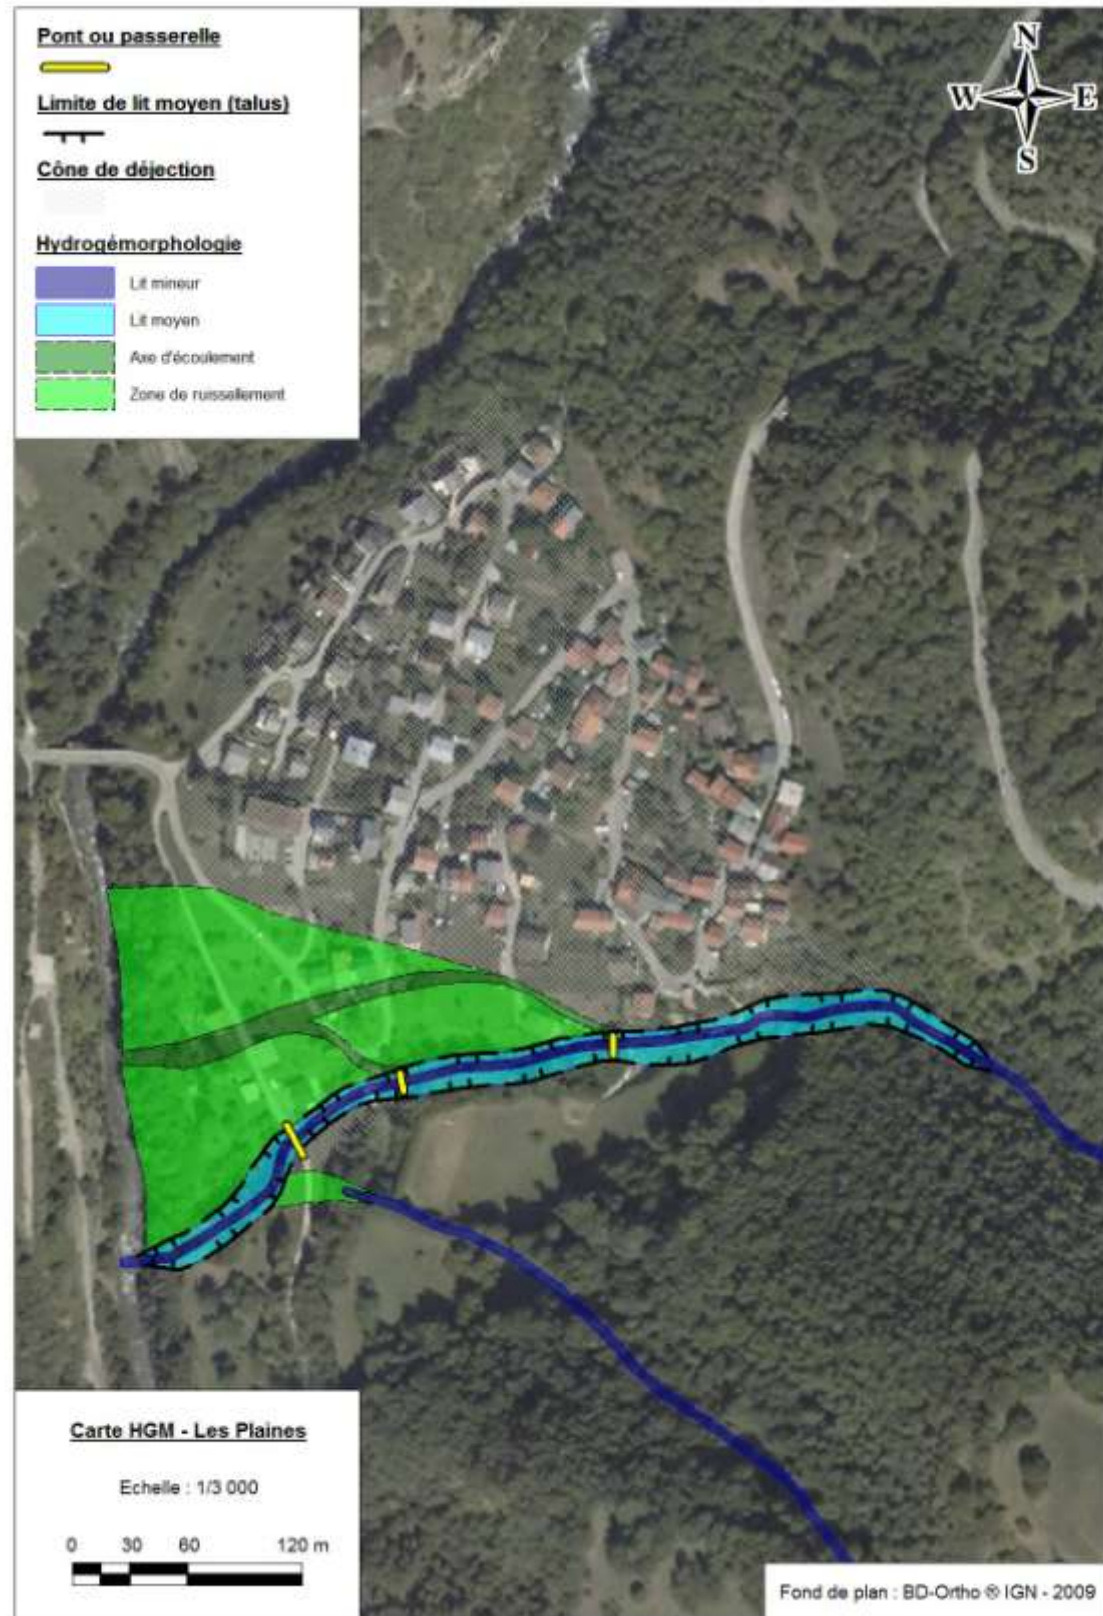 Pont ou passerelle
Limite de lit moyen (talus)
Cône de déjection
Hydrogémorphologie
Lit mineur
Lit moyen
Axe d'écoulement
Zone de ruissellement
N
W E
S
Carte HGM - Les Plaines
Echelle : 1/3 000
0 30 60 120 m
Fond de plan : BD-Ortho ® IGN - 2009